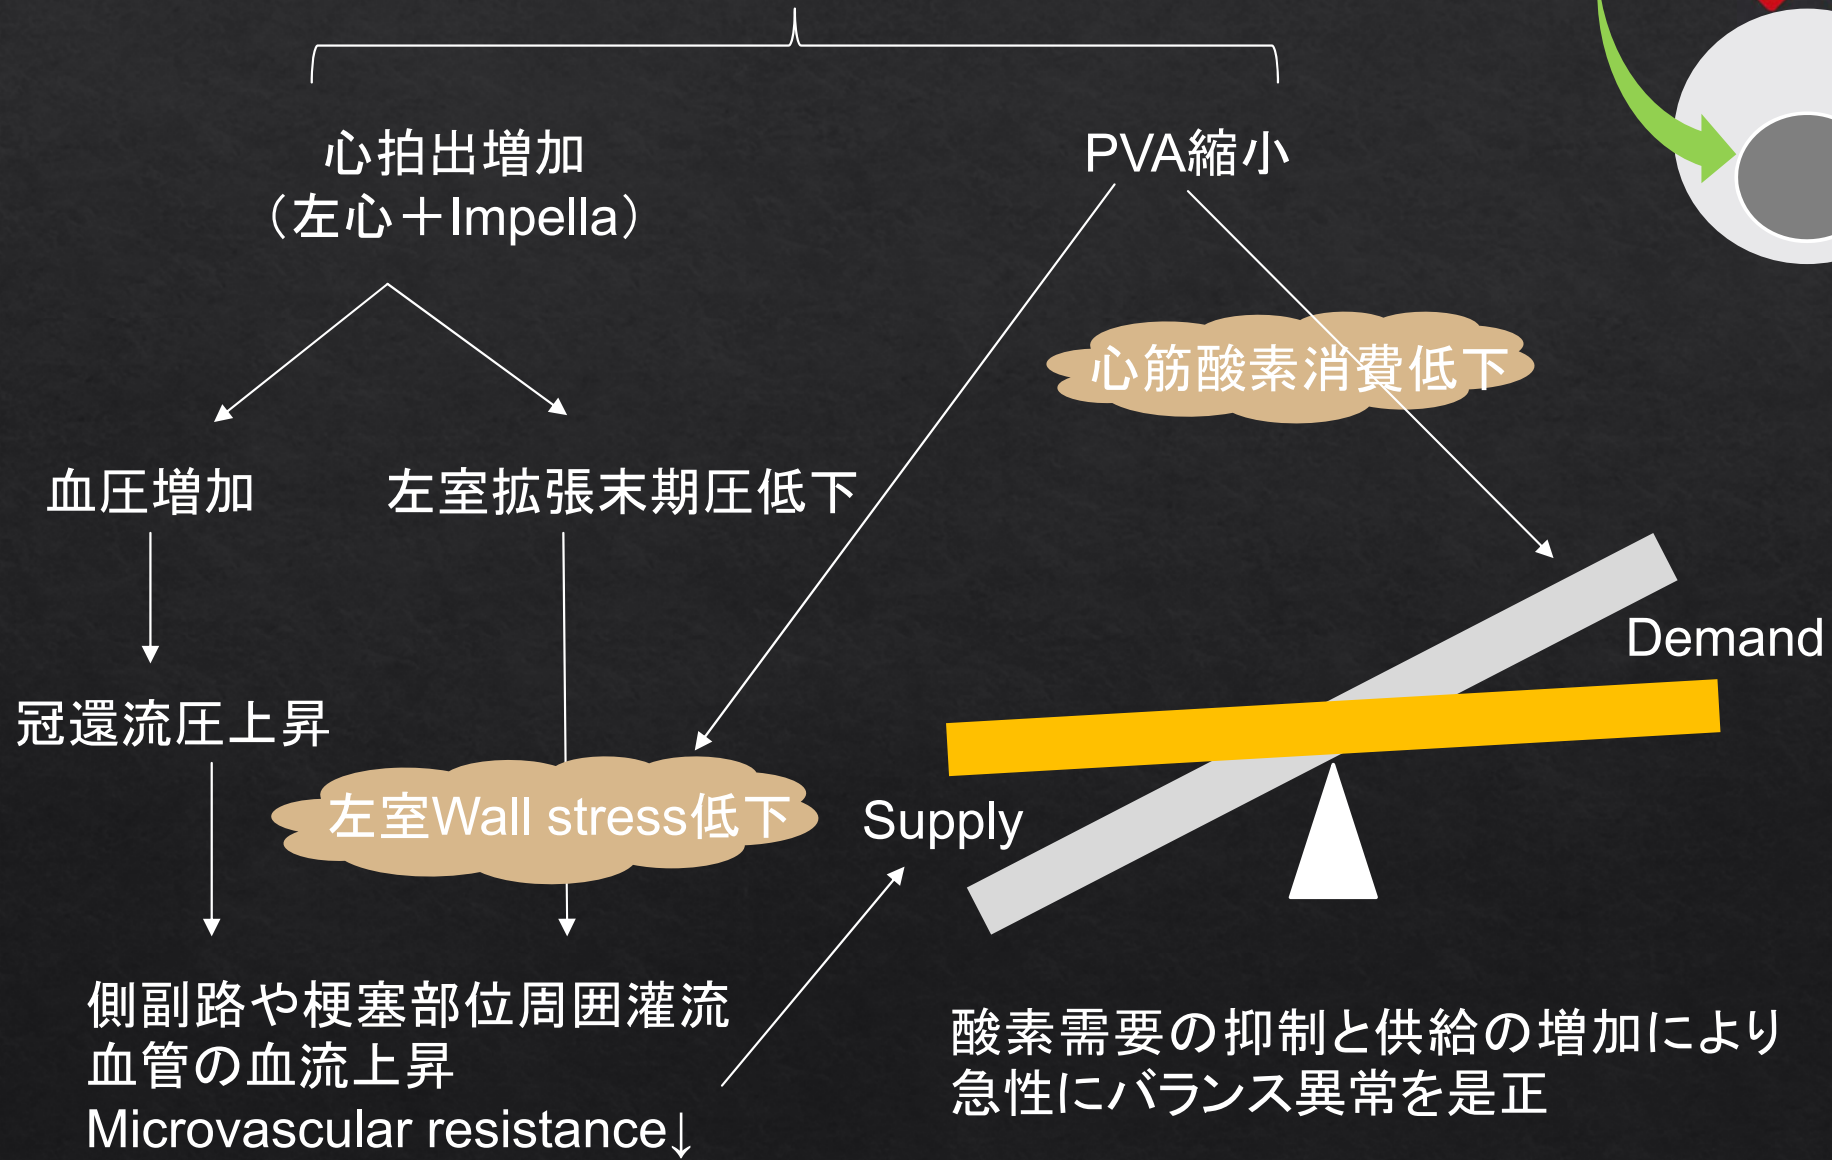 心拍出増加
（左心＋Impella）
PVA縮小
心筋酸素消費低下
血圧増加
左室拡張末期圧低下
Demand
冠還流圧上昇
左室Wall stress低下
Supply
側副路や梗塞部位周囲灌流
血管の血流上昇
Microvascular resistance↓
酸素需要の抑制と供給の増加により
急性にバランス異常を是正